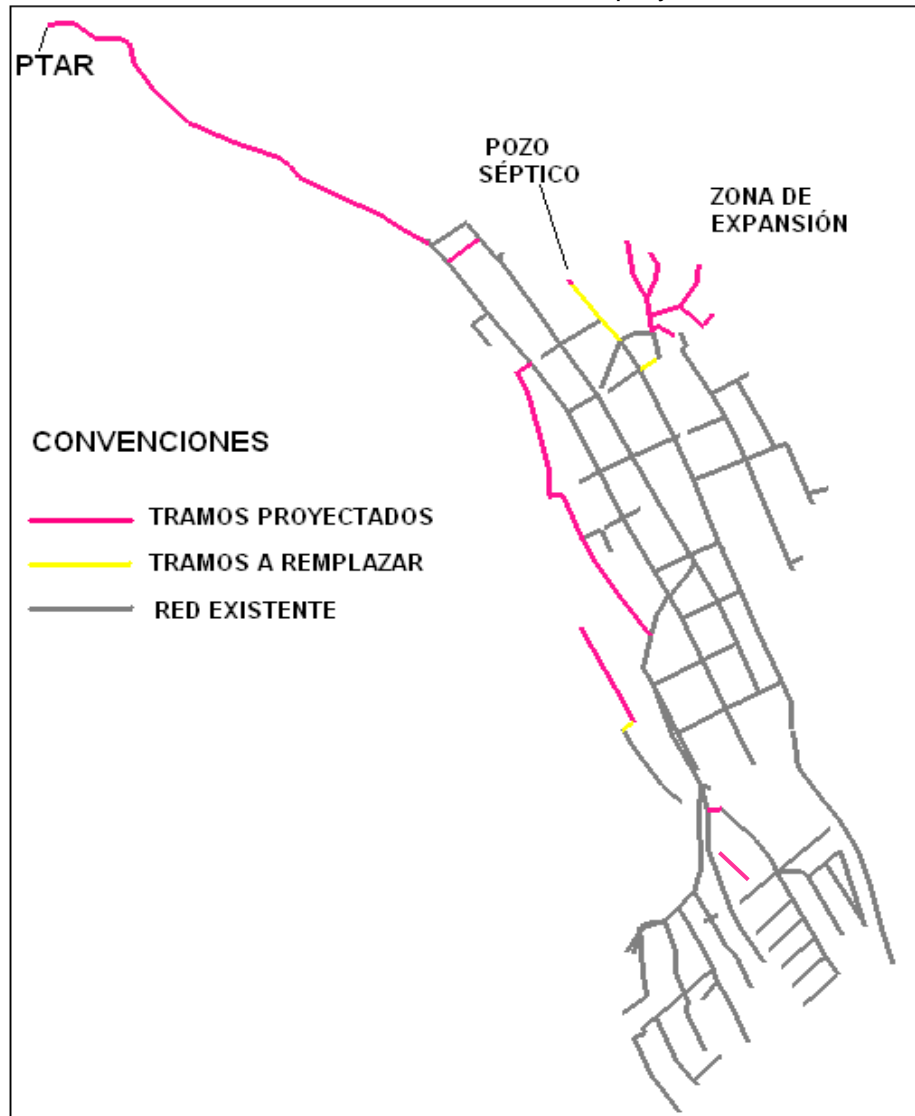 PTAR
POZO
SÉPTICO
ZONA DE
EXPANSIÓN
CONVENCIONES
TRAMOS PROYECTADOS
TRAMOS A REMPLAZAR
RED EXISTENTE